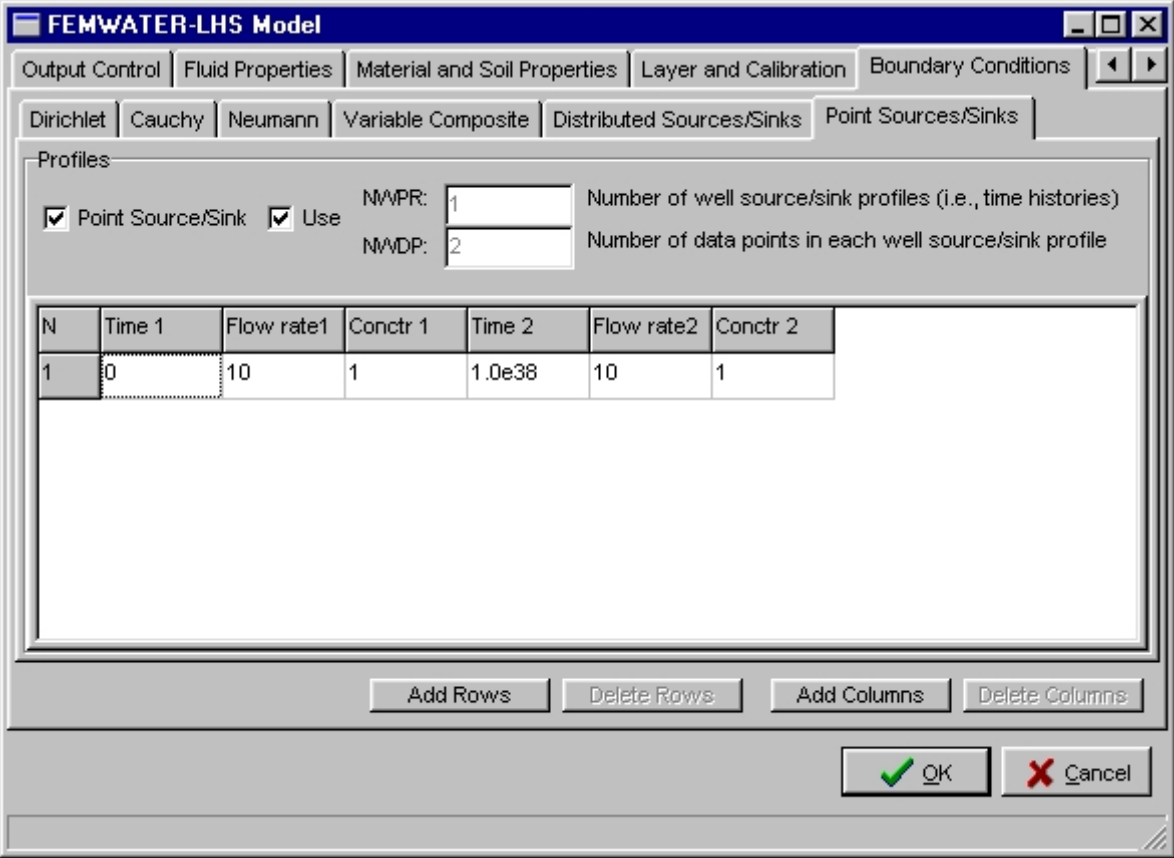 FEMWATER-LHS Model
Output Control Fluid Properties Material and Soil Properties Layer and Calibration Boundary Conditions
Dirichlet Cauchy Neumann Variable Composite Distributed Sources/Sinks Point Sources/Sinks
Profiles
Point Source/Sink Use
NWPR: 1 Number of well source/sink profiles (i.e., time histories)
NWDP: 2 Number of data points in each well source/sink profile
N Time 1 Flow rate1 Conctr 1 Time 2 Flow rate2 Conctr 2
1 0 10 1 1.0e38 10 1
Add Rows Delete Rows Add Columns Delete Columns
OK Cancel